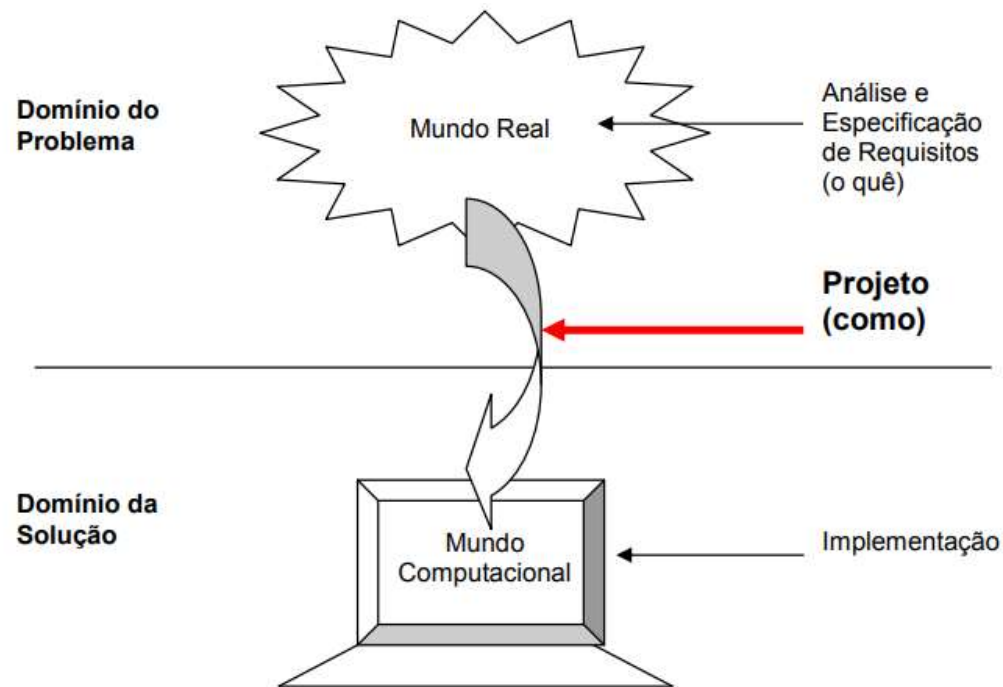 Domínio do
Problema
Mundo Real
Análise e
Especificação
de Requisitos
(o quê)
Projeto
(como)
Domínio da
Solução
Mundo
Computacional
Implementação